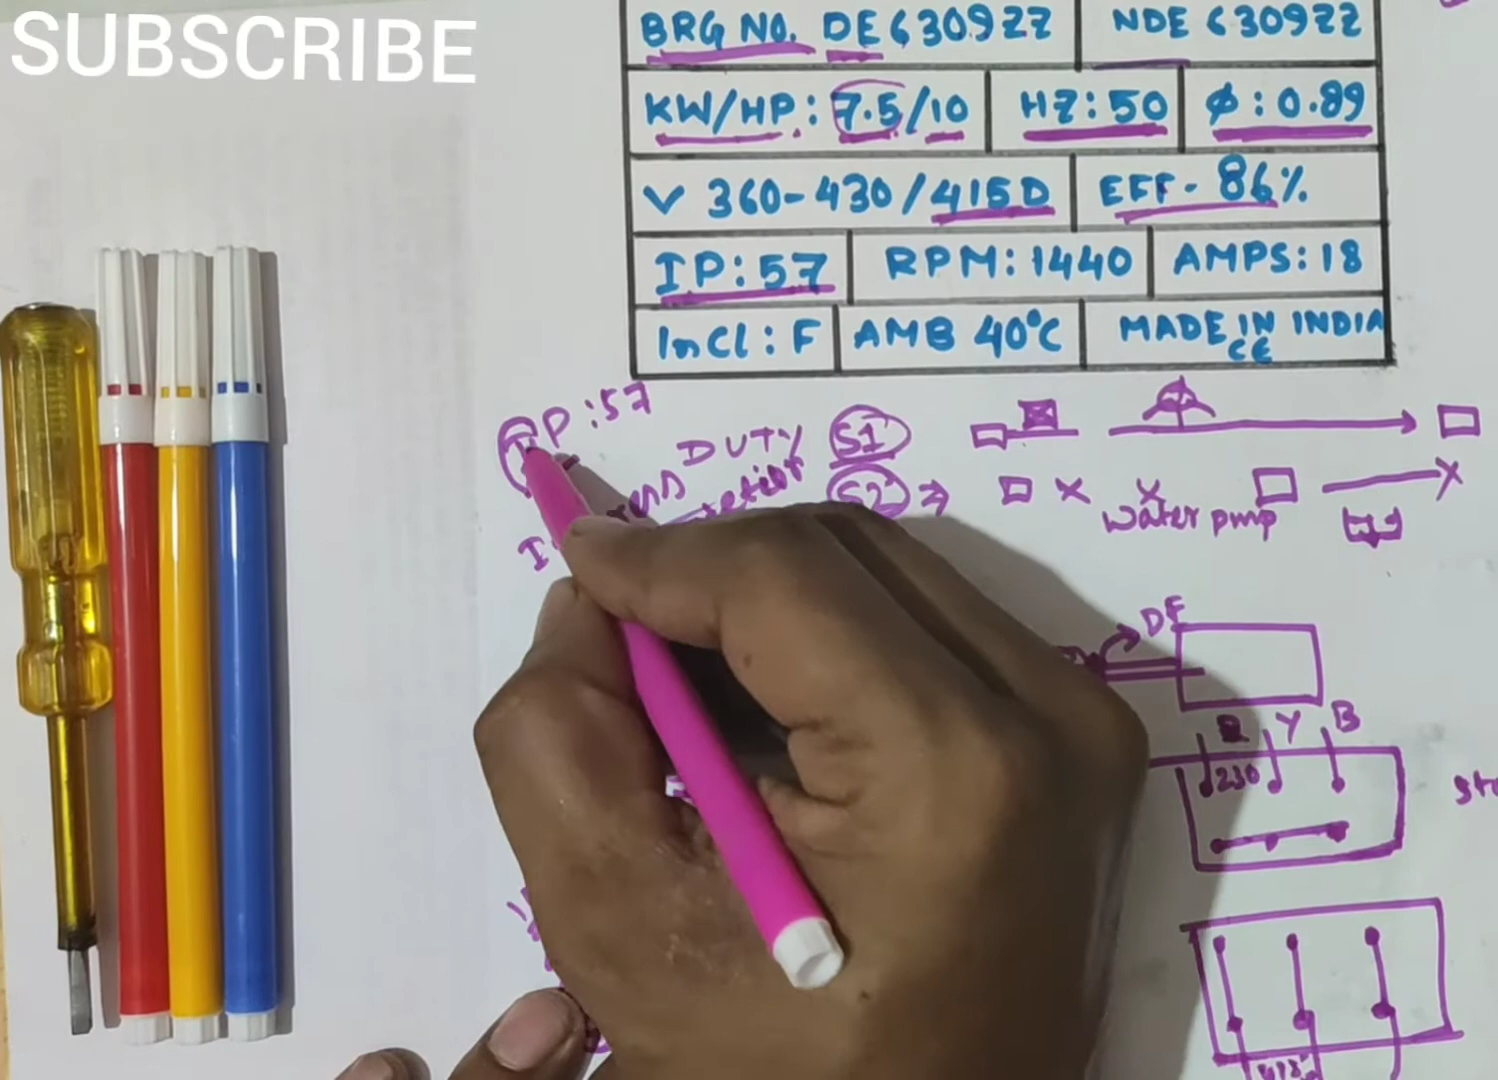 SUBSCRIBE
BRG NO. DE 6309ZZ NDE 6309ZZ
KW/HP: 7.5/10 HZ: 50 φ: 0.89
V 360-430/415D EFF- 86%
IP: 57 RPM: 1440 AMPS: 18
InCl: F AMB 40°C MADE IN INDIA
CE
IP: 57
DUTY S1
S2 ⇒ X X X
Water pmp
DE
R Y B
230